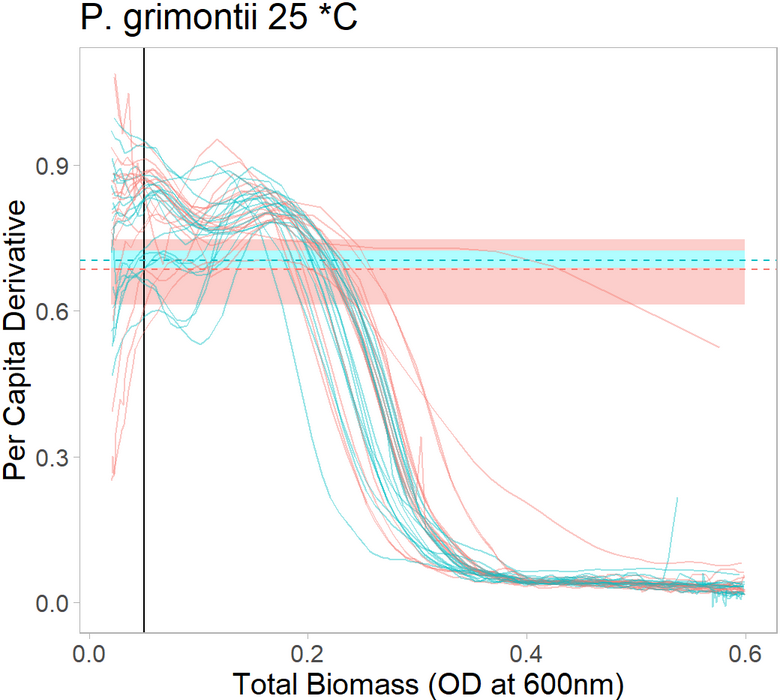 P. grimontii 25 *C
Per Capita Derivative
0.9
0.6
0.3
0.0
0.0 0.2 0.4 0.6
Total Biomass (OD at 600nm)